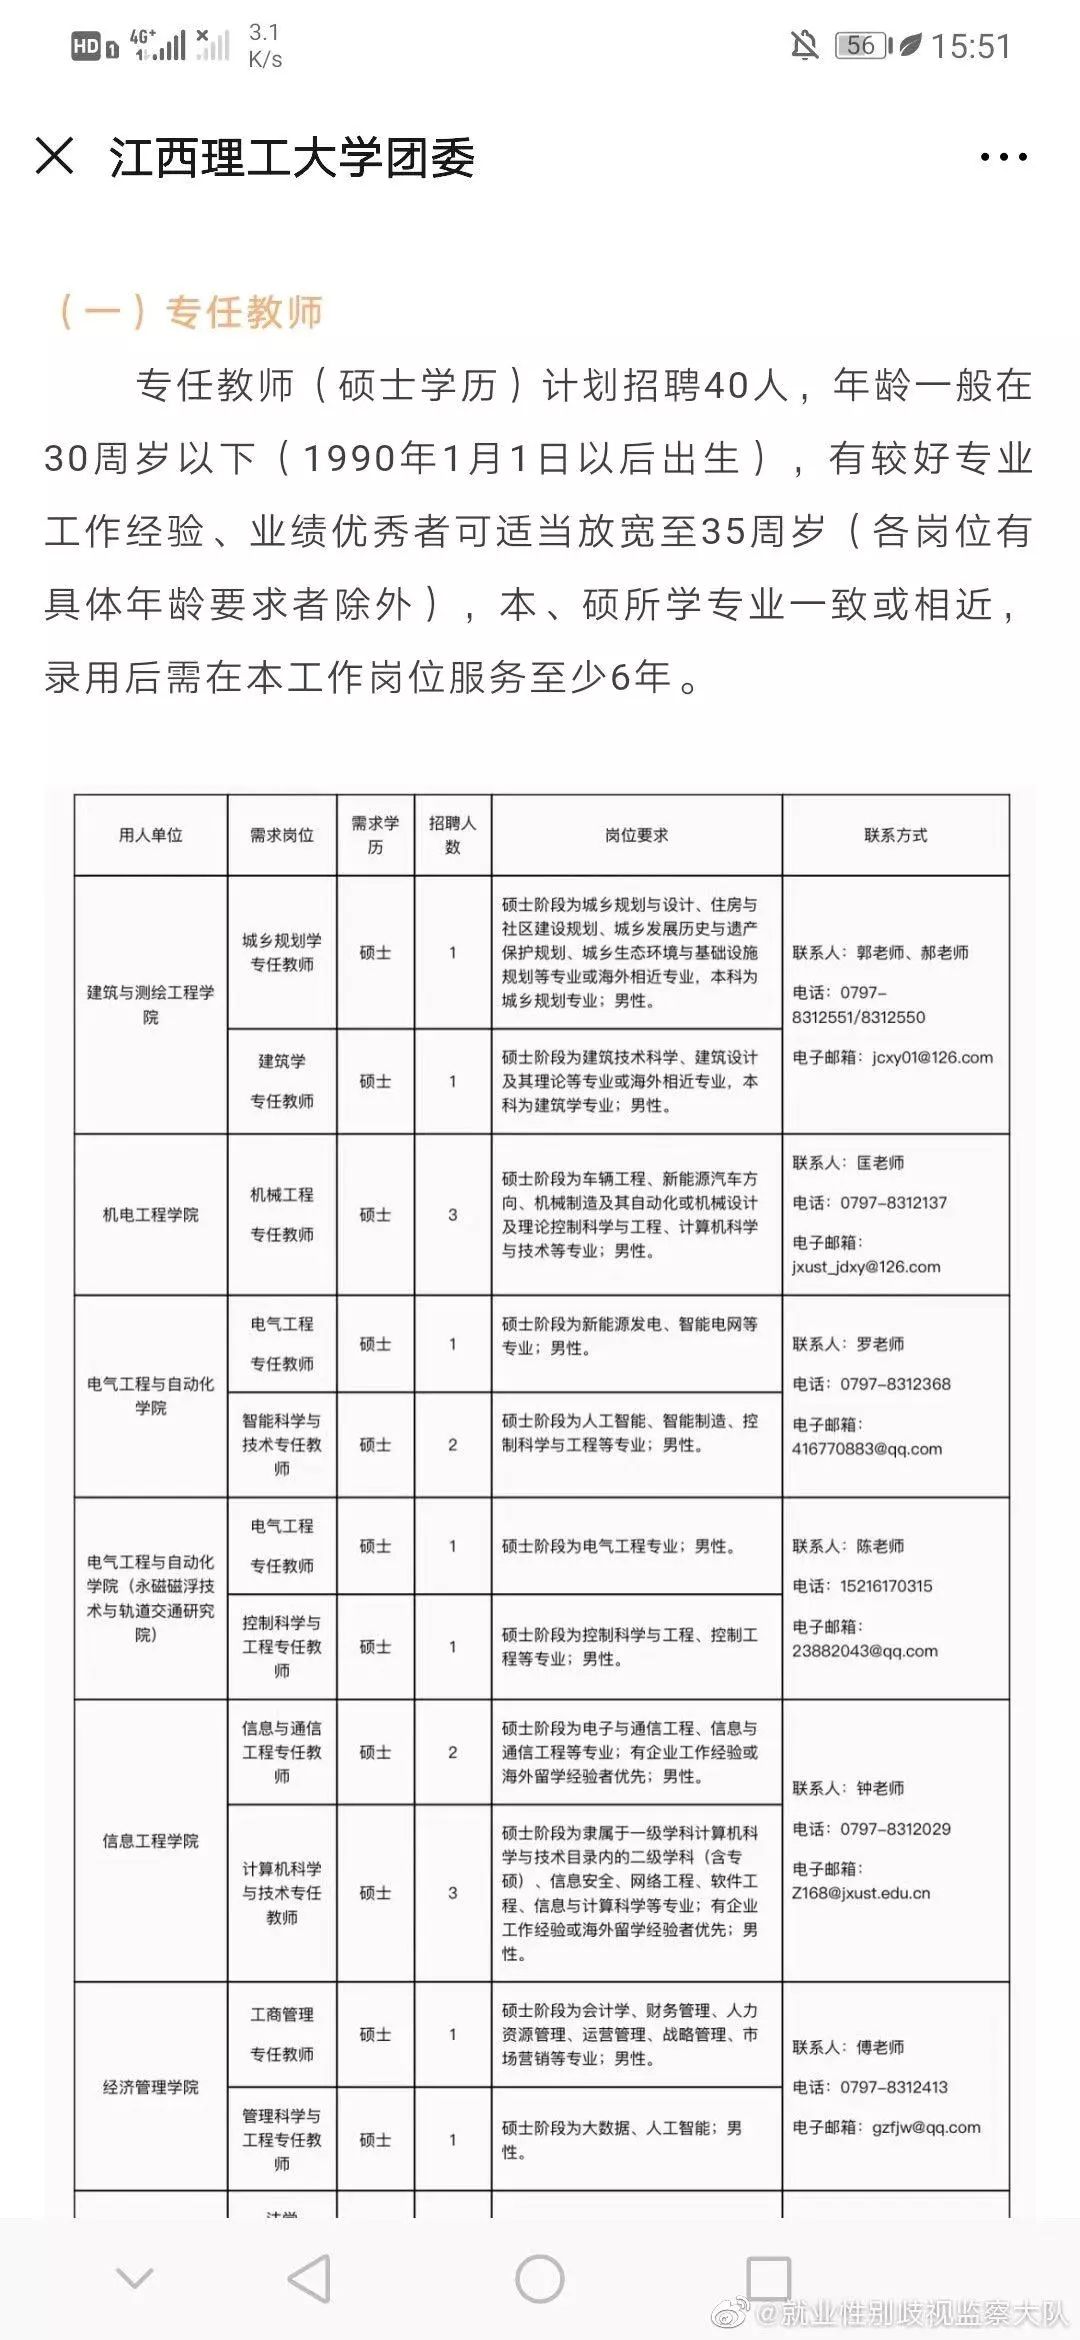 HD 1 4G+ 3.1 K/s 56 15:51
江西理工大学团委
（一）专任教师
专任教师（硕士学历）计划招聘40人，年龄一般在
30周岁以下（1990年1月1日以后出生），有较好专业
工作经验、业绩优秀者可适当放宽至35周岁（各岗位有
具体年龄要求者除外），本、硕所学专业一致或相近，
录用后需在本工作岗位服务至少6年。
用人单位
需求岗位
需求学
历
招聘人
数
岗位要求
联系方式
建筑与测绘工程学
院
城乡规划学
专任教师
硕士
1
硕士阶段为城乡规划与设计、住房与
社区建设规划、城乡发展历史与遗产
保护规划、城乡生态环境与基础设施
规划等专业或海外相近专业，本科为
城乡规划专业；男性。
联系人：郭老师、郝老师
电话：0797-
8312551/8312550
电子邮箱：jcxy01@126.com
建筑学
专任教师
硕士
1
硕士阶段为建筑技术科学、建筑设计
及其理论等专业或海外相近专业，本
科为建筑学专业；男性。
机电工程学院
机械工程
专任教师
硕士
3
硕士阶段为车辆工程、新能源汽车方
向、机械制造及其自动化或机械设计
及理论控制科学与工程、计算机科学
与技术等专业；男性。
联系人：匡老师
电话：0797-8312137
电子邮箱：
jxust_jdxy@126.com
电气工程与自动化
学院
电气工程
专任教师
硕士
1
硕士阶段为新能源发电、智能电网等
专业；男性。
联系人：罗老师
电话：0797-8312368
电子邮箱：
416770883@qq.com
智能科学与
技术专任教
师
硕士
2
硕士阶段为人工智能、智能制造、控
制科学与工程等专业；男性。
电气工程与自动化
学院（永磁磁浮技
术与轨道交通研究
院）
电气工程
专任教师
硕士
1
硕士阶段为电气工程专业；男性。
联系人：陈老师
电话：15216170315
电子邮箱：
23882043@qq.com
控制科学与
工程专任教
师
硕士
1
硕士阶段为控制科学与工程、控制工
程等专业；男性。
信息工程学院
信息与通信
工程专任教
师
硕士
2
硕士阶段为电子与通信工程、信息与
通信工程等专业；有企业工作经验或
海外留学经验者优先；男性。
联系人：钟老师
电话：0797-8312029
电子邮箱：
Z168@jxust.edu.cn
计算机科学
与技术专任
教师
硕士
3
硕士阶段为隶属于一级学科计算机科
学与技术目录内的二级学科（含专
硕）、信息安全、网络工程、软件工
程、信息与计算科学等专业；有企业
工作经验或海外留学经验者优先；男
性。
经济管理学院
工商管理
专任教师
硕士
1
硕士阶段为会计学、财务管理、人力
资源管理、运营管理、战略管理、市
场营销等专业；男性。
联系人：傅老师
电话：0797-8312413
电子邮箱：gzfjw@qq.com
管理科学与
工程专任教
师
硕士
1
硕士阶段为大数据、人工智能；男
性。
法学
@就业性别歧视监察大队